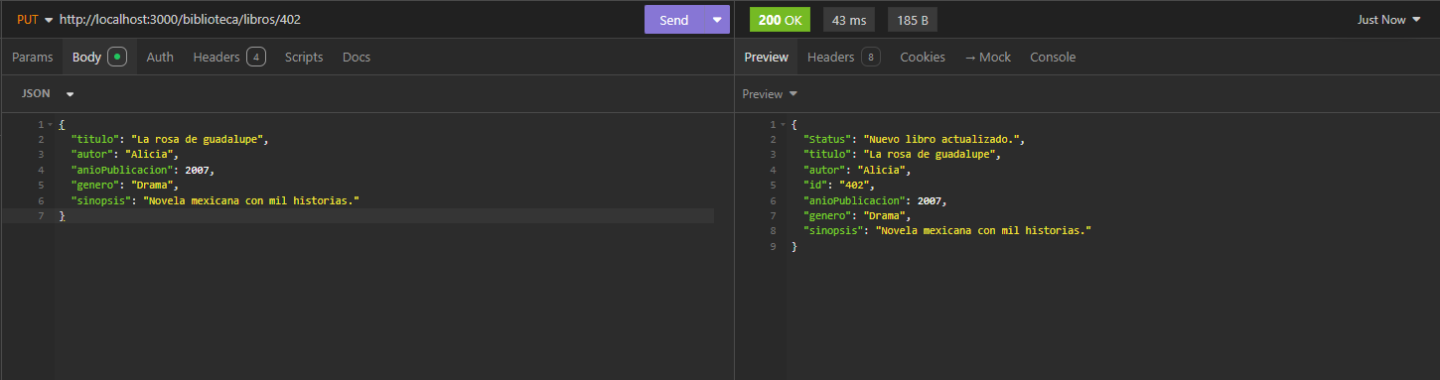 PUT http://localhost:3000/biblioteca/libros/402 Send 200 OK 43 ms 185 B Just Now
Params Body Auth Headers 4 Scripts Docs
Preview Headers 8 Cookies → Mock Console
JSON
Preview
1 {
2 "titulo": "La rosa de guadalupe",
3 "autor": "Alicia",
4 "anioPublicacion": 2007,
5 "genero": "Drama",
6 "sinopsis": "Novela mexicana con mil historias."
7 }
1 {
2 "Status": "Nuevo libro actualizado.",
3 "titulo": "La rosa de guadalupe",
4 "autor": "Alicia",
5 "id": "402",
6 "anioPublicacion": 2007,
7 "genero": "Drama",
8 "sinopsis": "Novela mexicana con mil historias."
9 }